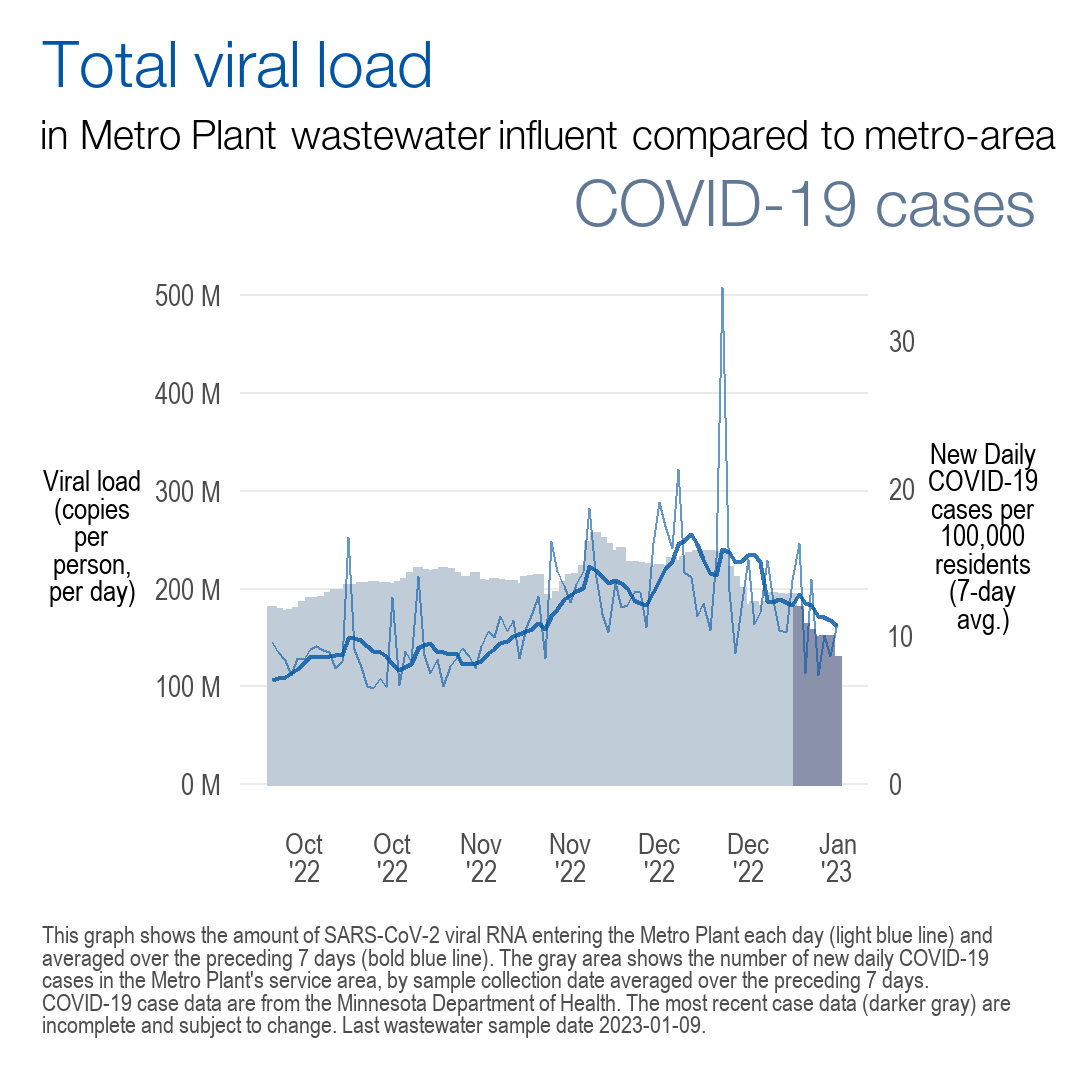 Total viral load
in Metro Plant wastewater influent compared to metro-area
COVID-19 cases
500 M
400 M
300 M
200 M
100 M
0 M
Viral load
(copies
per
person,
per day)
30
20
10
0
New Daily
COVID-19
cases per
100,000
residents
(7-day
avg.)
Oct
'22
Oct
'22
Nov
'22
Nov
'22
Dec
'22
Dec
'22
Jan
'23
This graph shows the amount of SARS-CoV-2 viral RNA entering the Metro Plant each day (light blue line) and
averaged over the preceding 7 days (bold blue line). The gray area shows the number of new daily COVID-19
cases in the Metro Plant's service area, by sample collection date averaged over the preceding 7 days.
COVID-19 case data are from the Minnesota Department of Health. The most recent case data (darker gray) are
incomplete and subject to change. Last wastewater sample date 2023-01-09.